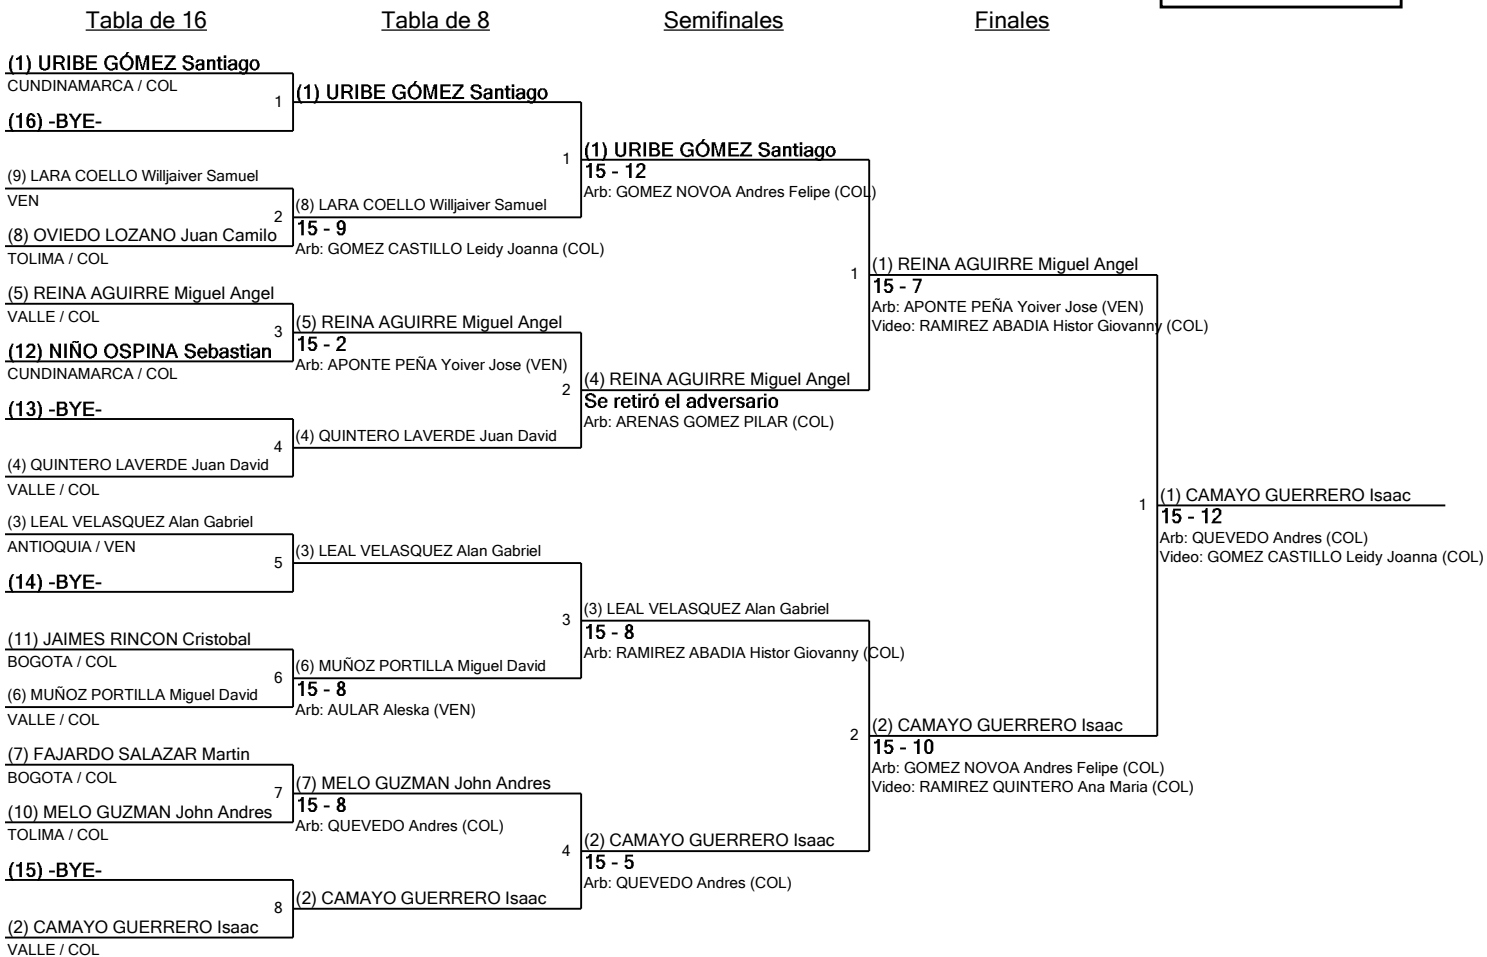 Tabla de 16
Tabla de 8
Semifinales
Finales
(1) URIBE GÓMEZ Santiago
CUNDINAMARCA / COL
1
(16) -BYE-
(9) LARA COELLO Willjaiver Samuel
VEN
2
(8) OVIEDO LOZANO Juan Camilo
TOLIMA / COL
(5) REINA AGUIRRE Miguel Angel
VALLE / COL
3
(12) NIÑO OSPINA Sebastian
CUNDINAMARCA / COL
(13) -BYE-
4
(4) QUINTERO LAVERDE Juan David
VALLE / COL
(3) LEAL VELASQUEZ Alan Gabriel
ANTIOQUIA / VEN
5
(14) -BYE-
(11) JAIMES RINCON Cristobal
BOGOTA / COL
6
(6) MUÑOZ PORTILLA Miguel David
VALLE / COL
(7) FAJARDO SALAZAR Martin
BOGOTA / COL
7
(10) MELO GUZMAN John Andres
TOLIMA / COL
(15) -BYE-
8
(2) CAMAYO GUERRERO Isaac
VALLE / COL
(1) URIBE GÓMEZ Santiago
1
(8) LARA COELLO Willjaiver Samuel
15 - 9
Arb: GOMEZ CASTILLO Leidy Joanna (COL)
(5) REINA AGUIRRE Miguel Angel
15 - 2
Arb: APONTE PEÑA Yoiver Jose (VEN)
2
(4) QUINTERO LAVERDE Juan David
(3) LEAL VELASQUEZ Alan Gabriel
3
(6) MUÑOZ PORTILLA Miguel David
15 - 8
Arb: AULAR Aleska (VEN)
(7) MELO GUZMAN John Andres
15 - 8
Arb: QUEVEDO Andres (COL)
4
(2) CAMAYO GUERRERO Isaac
(1) URIBE GÓMEZ Santiago
15 - 12
Arb: GOMEZ NOVOA Andres Felipe (COL)
1
(4) REINA AGUIRRE Miguel Angel
Se retiró el adversario
Arb: ARENAS GOMEZ PILAR (COL)
(3) LEAL VELASQUEZ Alan Gabriel
15 - 8
Arb: RAMIREZ ABADIA Histor Giovanny (COL)
2
(2) CAMAYO GUERRERO Isaac
15 - 5
Arb: QUEVEDO Andres (COL)
(1) REINA AGUIRRE Miguel Angel
15 - 7
Arb: APONTE PEÑA Yoiver Jose (VEN)
Video: RAMIREZ ABADIA Histor Giovanny (COL)
1
(2) CAMAYO GUERRERO Isaac
15 - 10
Arb: GOMEZ NOVOA Andres Felipe (COL)
Video: RAMIREZ QUINTERO Ana Maria (COL)
(1) CAMAYO GUERRERO Isaac
15 - 12
Arb: QUEVEDO Andres (COL)
Video: GOMEZ CASTILLO Leidy Joanna (COL)